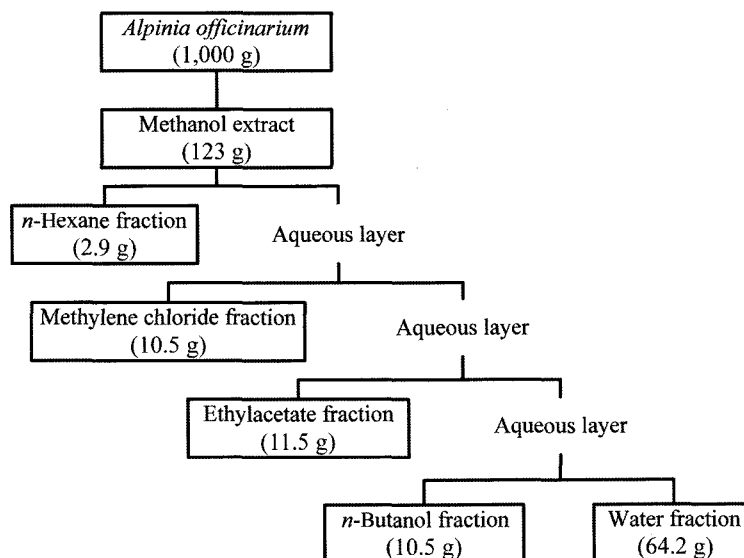 Alpinia officinarium
(1,000 g)
Methanol extract
(123 g)
n-Hexane fraction
(2.9 g)
Aqueous layer
Methylene chloride fraction
(10.5 g)
Aqueous layer
Ethylacetate fraction
(11.5 g)
Aqueous layer
n-Butanol fraction
(10.5 g)
Water fraction
(64.2 g)